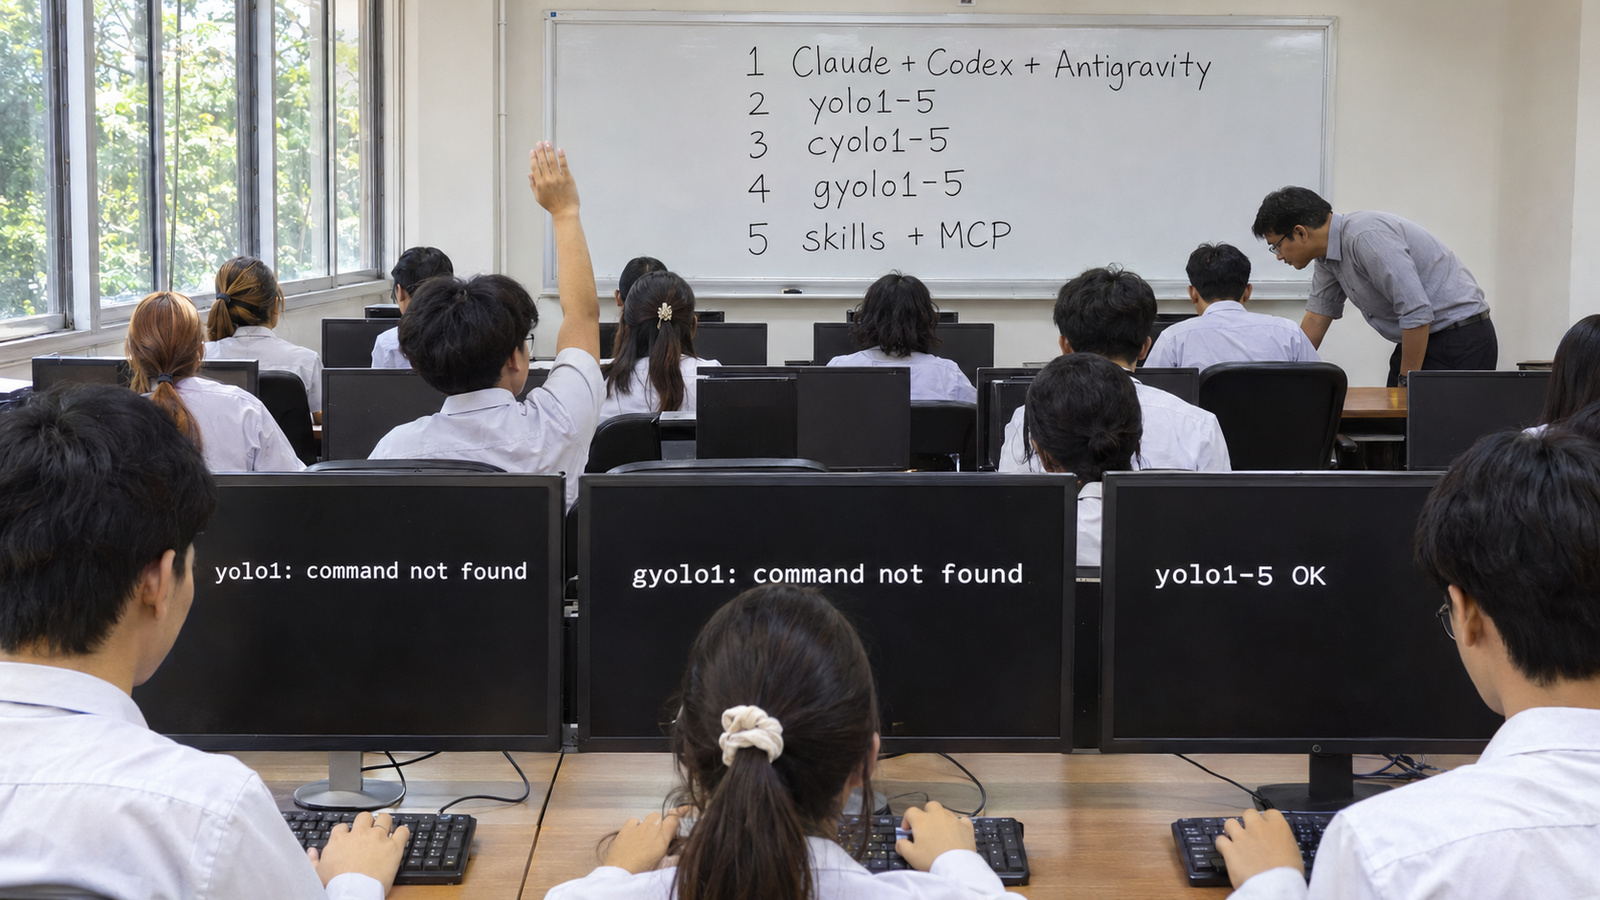 1 Claude + Codex + Antigravity
2 yolo1-5
3 cyolo1-5
4 gyolo1-5
5 skills + MCP
yolo1: command not found
gyolo1: command not found
yolo1-5 OK